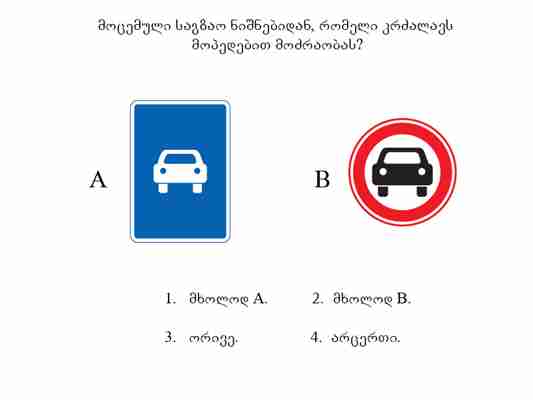 მოცემული საგზაო ნიშნებიდან, რომელი კრძალავს
მოპედებით მოძრაობას?
A
B
1. მხოლოდ A.
2. მხოლოდ B.
3. ორივე.
4. არცერთი.